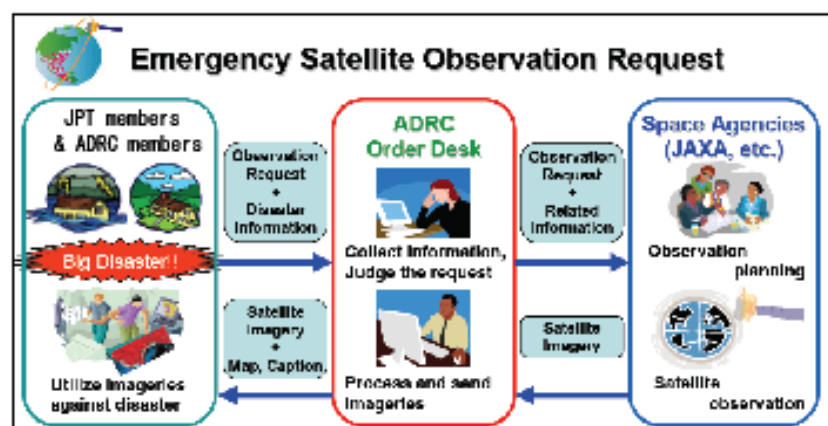 Emergency Satellite Observation Request
JPT members
& ADRC members
Big Disaster!!
Utilize Imageries
against disaster
Observation
Request
+
Disaster
Information
Satellite
Imagery
+
Map, Caption,
ADRC
Order Desk
Collect Information,
Judge the request
Process and send
Imageries
Observation
Request
+
Related
Information
Satellite
Imagery
Space Agencies
(JAXA, etc.)
Observation
planning
Satellite
observation